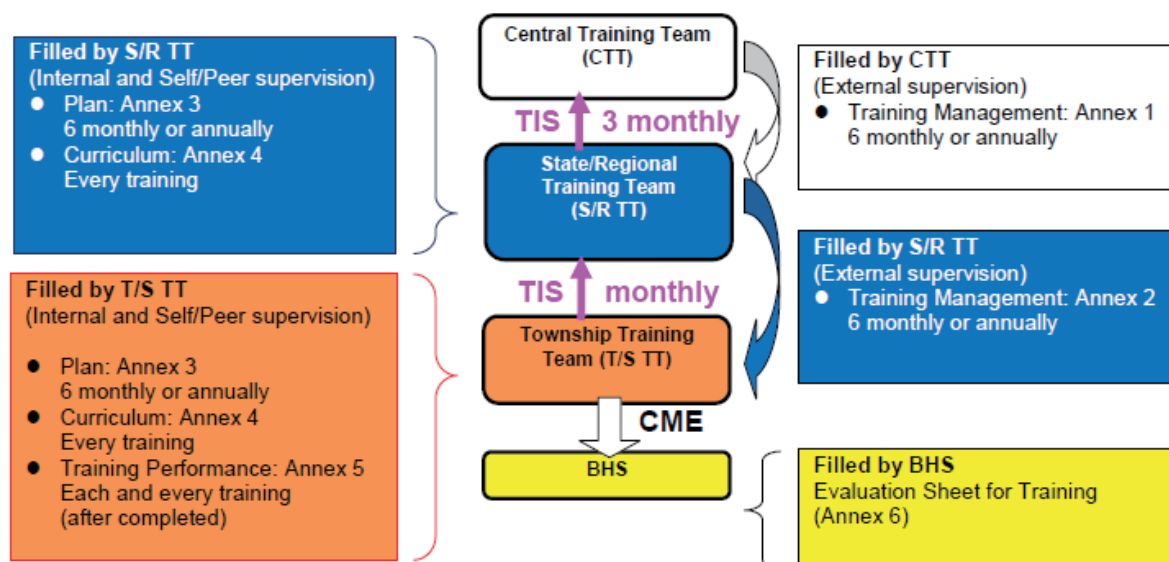 Filled by S/R TT
(Internal and Self/Peer supervision)
● Plan: Annex 3
6 monthly or annually
● Curriculum: Annex 4
Every training
Filled by T/S TT
(Internal and Self/Peer supervision)
● Plan: Annex 3
6 monthly or annually
● Curriculum: Annex 4
Every training
● Training Performance: Annex 5
Each and every training
(after completed)
Central Training Team
(CTT)
TIS 3 monthly
State/Regional
Training Team
(S/R TT)
TIS monthly
Township Training
Team (T/S TT)
CME
BHS
Filled by CTT
(External supervision)
● Training Management: Annex 1
6 monthly or annually
Filled by S/R TT
(External supervision)
● Training Management: Annex 2
6 monthly or annually
Filled by BHS
Evaluation Sheet for Training
(Annex 6)